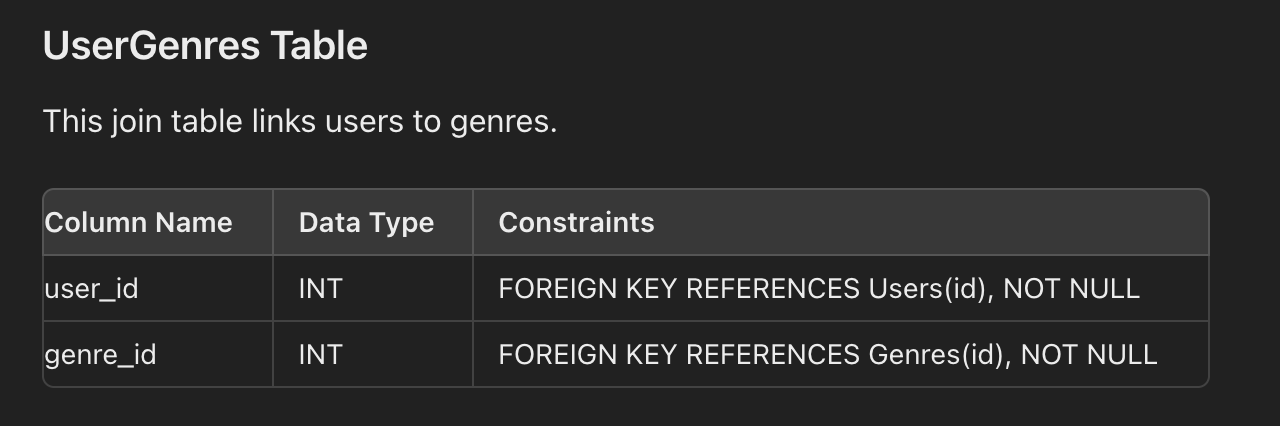 UserGenres Table
This join table links users to genres.
Column Name Data Type Constraints
user_id INT FOREIGN KEY REFERENCES Users(id), NOT NULL
genre_id INT FOREIGN KEY REFERENCES Genres(id), NOT NULL